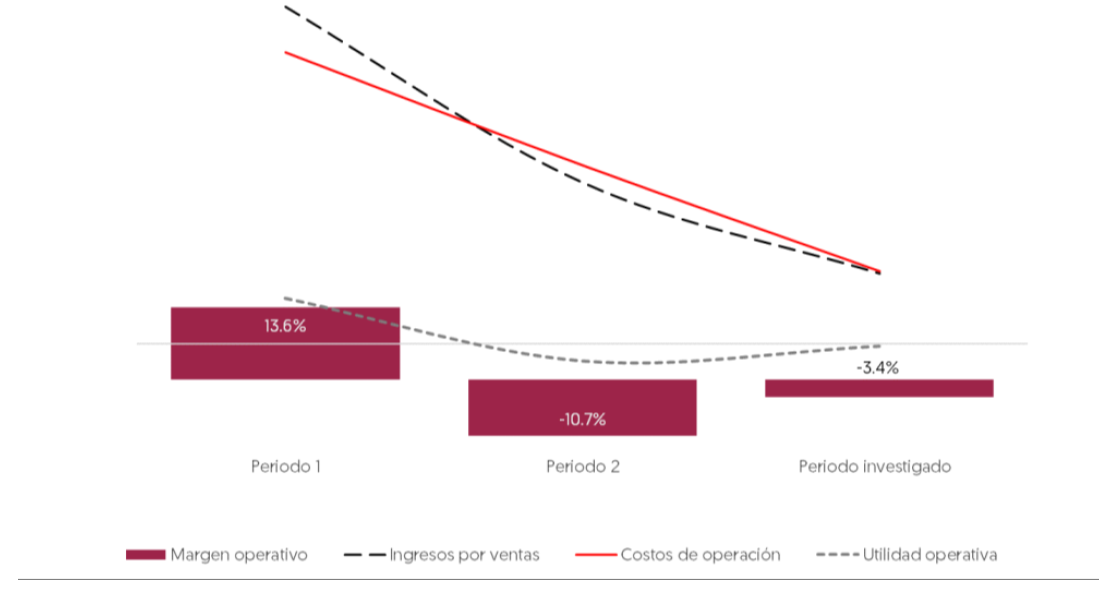 13.6%
-3.4%
-10.7%
Periodo 1
Periodo 2
Periodo investigado
Margen operativo
Ingresos por ventas
Costos de operación
Utilidad operativa